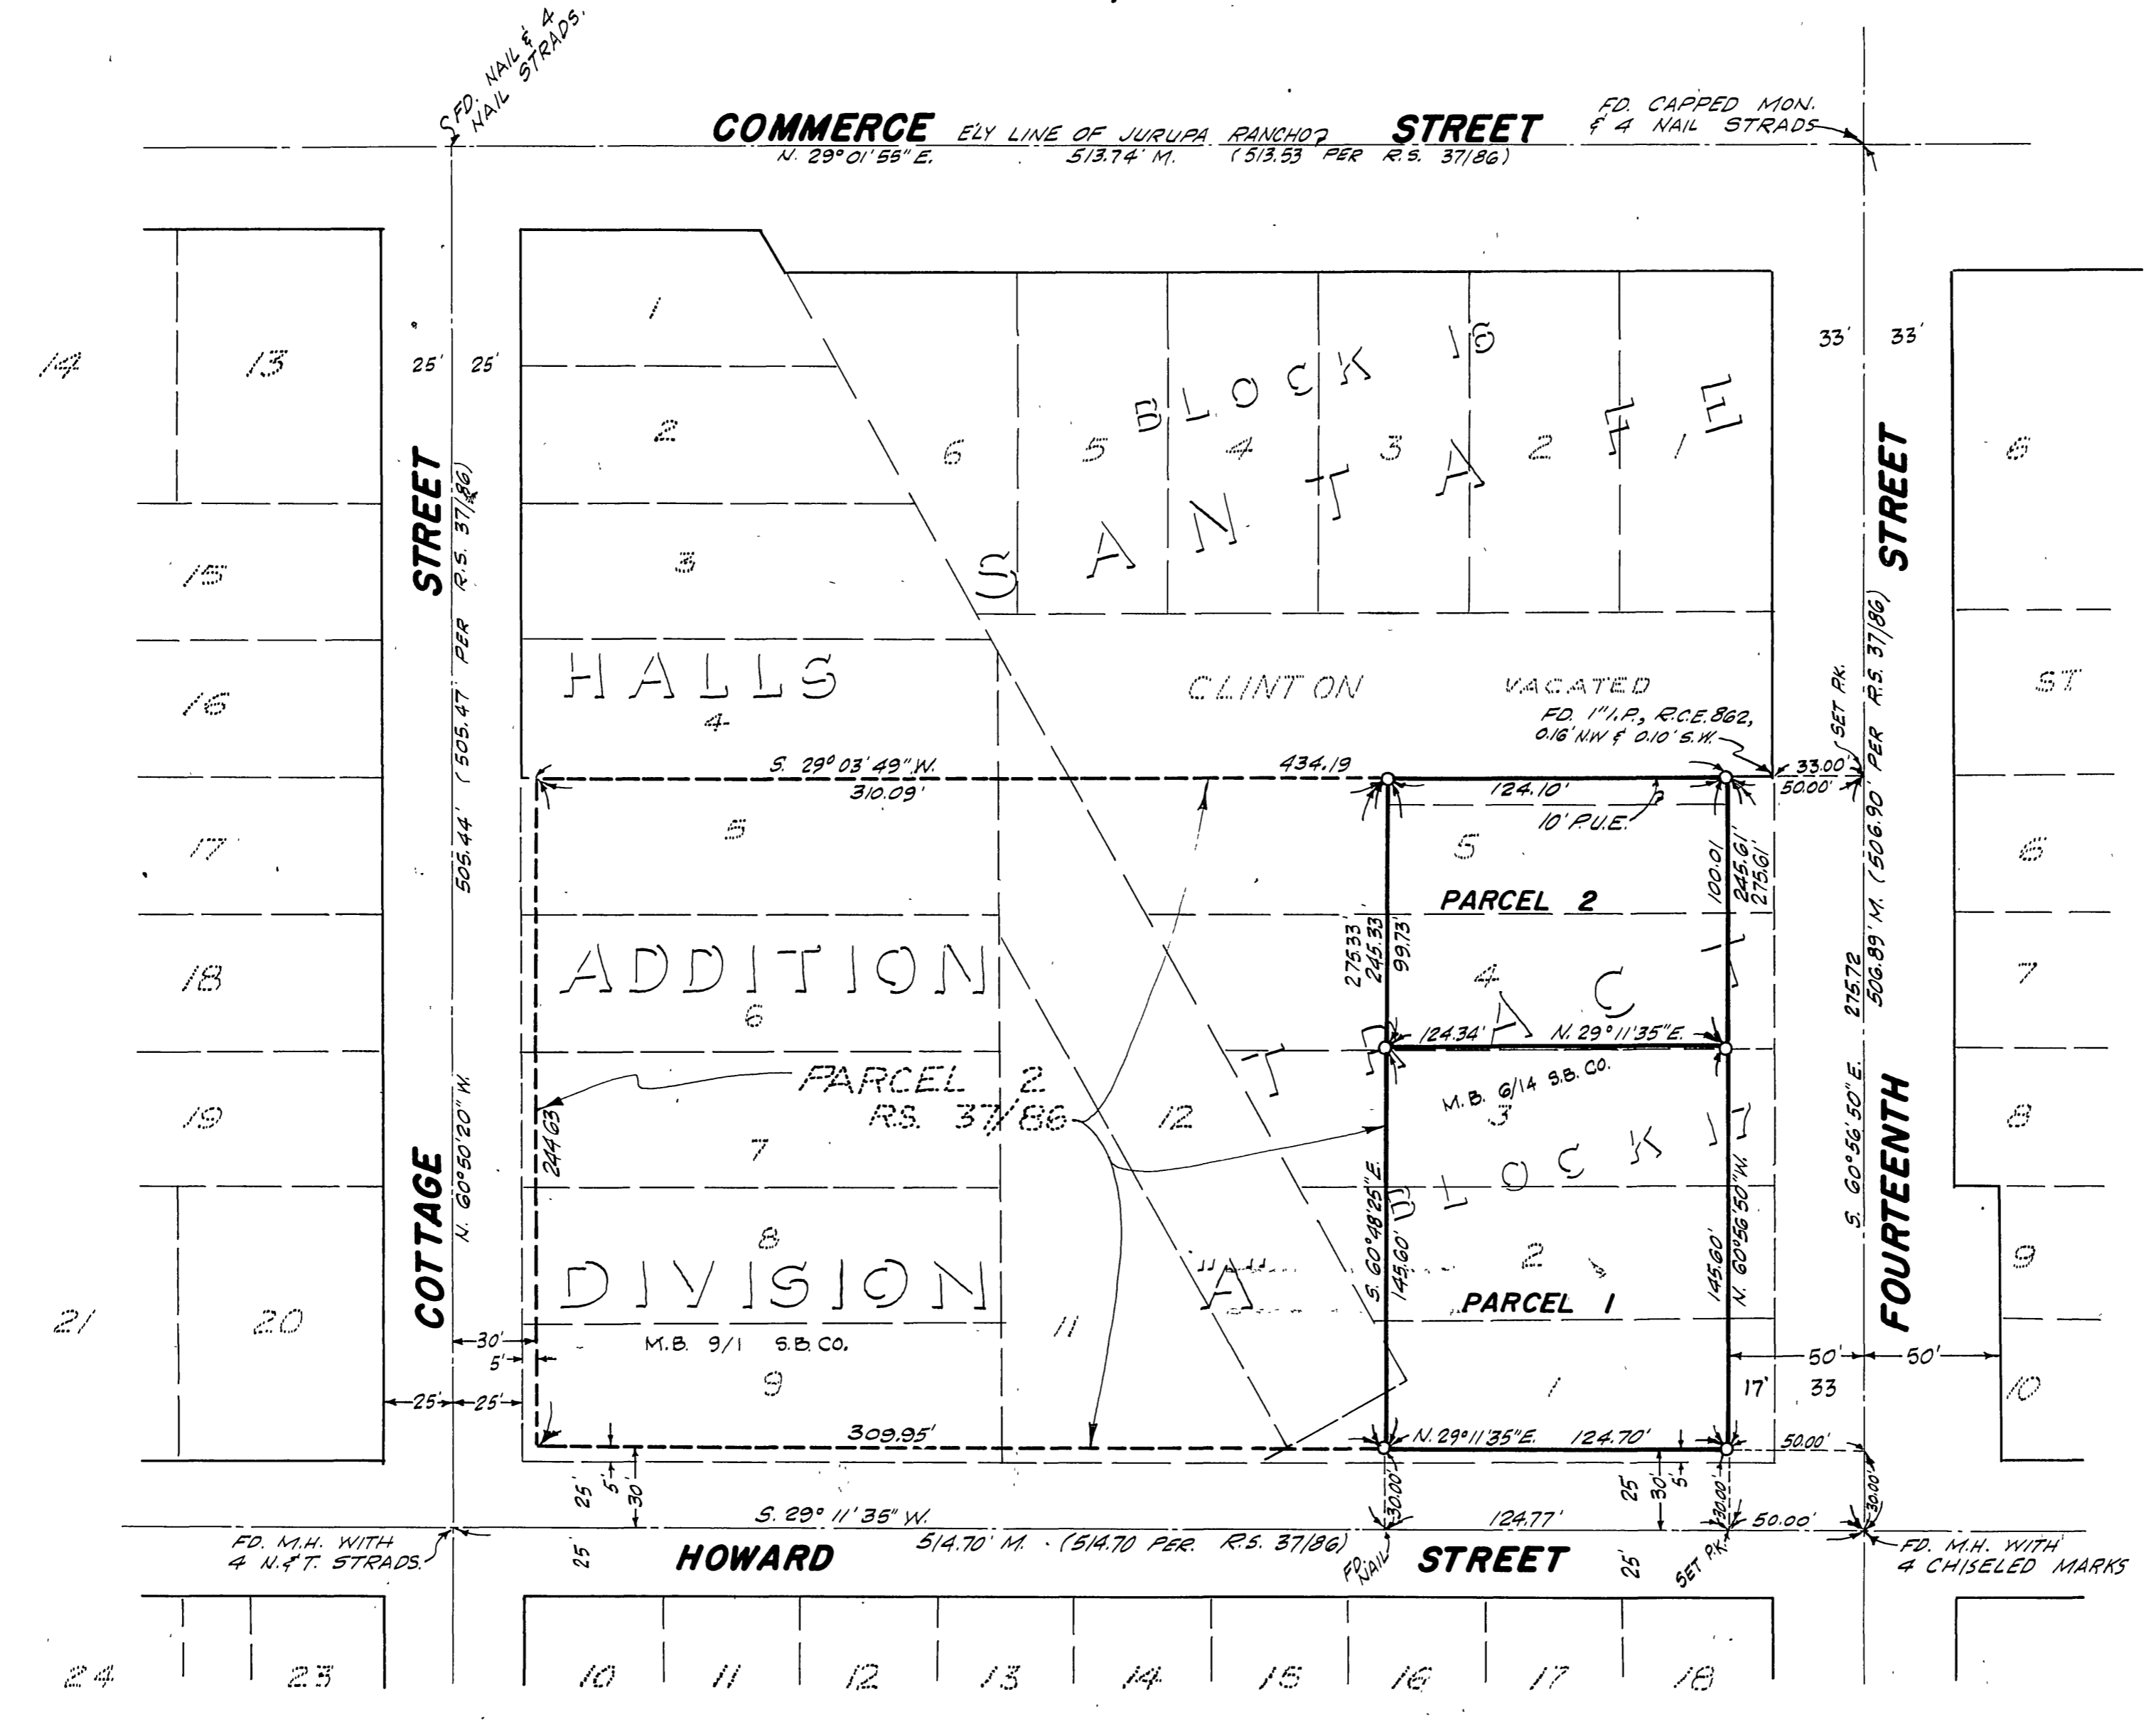 FD. NAIL & 4
NAIL STRADS.
COMMERCE ELY LINE OF JURUPA RANCHO STREET
N. 29° 01' 55" E. 513.74' M. (513.53 PER R.S. 37/86)
FD. CAPPED MON.
& 4 NAIL STRADS
14
13
15
16
17
18
19
20
21
25'
25'
STREET
COTTAGE
505.44' (505.47' PER R.S. 37/86)
N. 60° 50' 20" W.
1
2
3
HALLS
4
5
ADDITION
6
7
8
DIVISION
M.B. 9/1 S.B. CO.
9
6
5
4
3
2
1
BLOCK 16
SANTA FE
CLINTON
VACATED
ST
FD. 1" I.P., R.C.E. 862,
0.16' N.W. & 0.10' S.W.
33'
33'
STREET
FOURTEENTH
SET P.K.
506.89' M. (506.90' PER R.S. 37/86)
275.72
S. 60° 56' 50" E.
6
6
7
8
9
10
S. 29° 03' 49" W.
434.19
310.09'
124.10'
33.00'
50.00'
10' P.U.E.
5
PARCEL 2
100.01
245.61'
275.61'
275.33'
245.33'
99.73'
4
TRACT
124.34'
N. 29° 11' 35" E.
M.B. 6/14 S.B. CO.
3
BLOCK 17
PARCEL 2
R.S. 37/86
244.63
12
11
"A"
S. 60° 48' 25" E.
145.60'
2
PARCEL 1
145.60'
N. 60° 56' 50" W.
1
30'
5'
25'
25'
50'
50'
17'
33
309.95'
N. 29° 11' 35" E.
124.70'
50.00'
25'
5'
30'
30.00'
25'
30'
5'
30.00'
30.00'
S. 29° 11' 35" W.
124.77'
50.00'
FD. M.H. WITH
4 N. & T. STRADS.
25'
HOWARD
514.70' M. (514.70 PER. R.S. 37/86)
FD. NAIL
STREET
25'
SET P.K.
FD. M.H. WITH
4 CHISELED MARKS
24
23
10
11
12
13
14
15
16
17
18